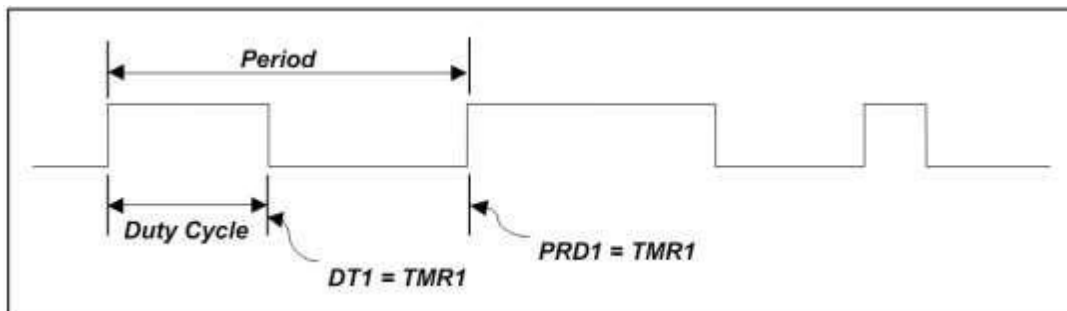 Period
Duty Cycle
PRD1 = TMR1
DT1 = TMR1